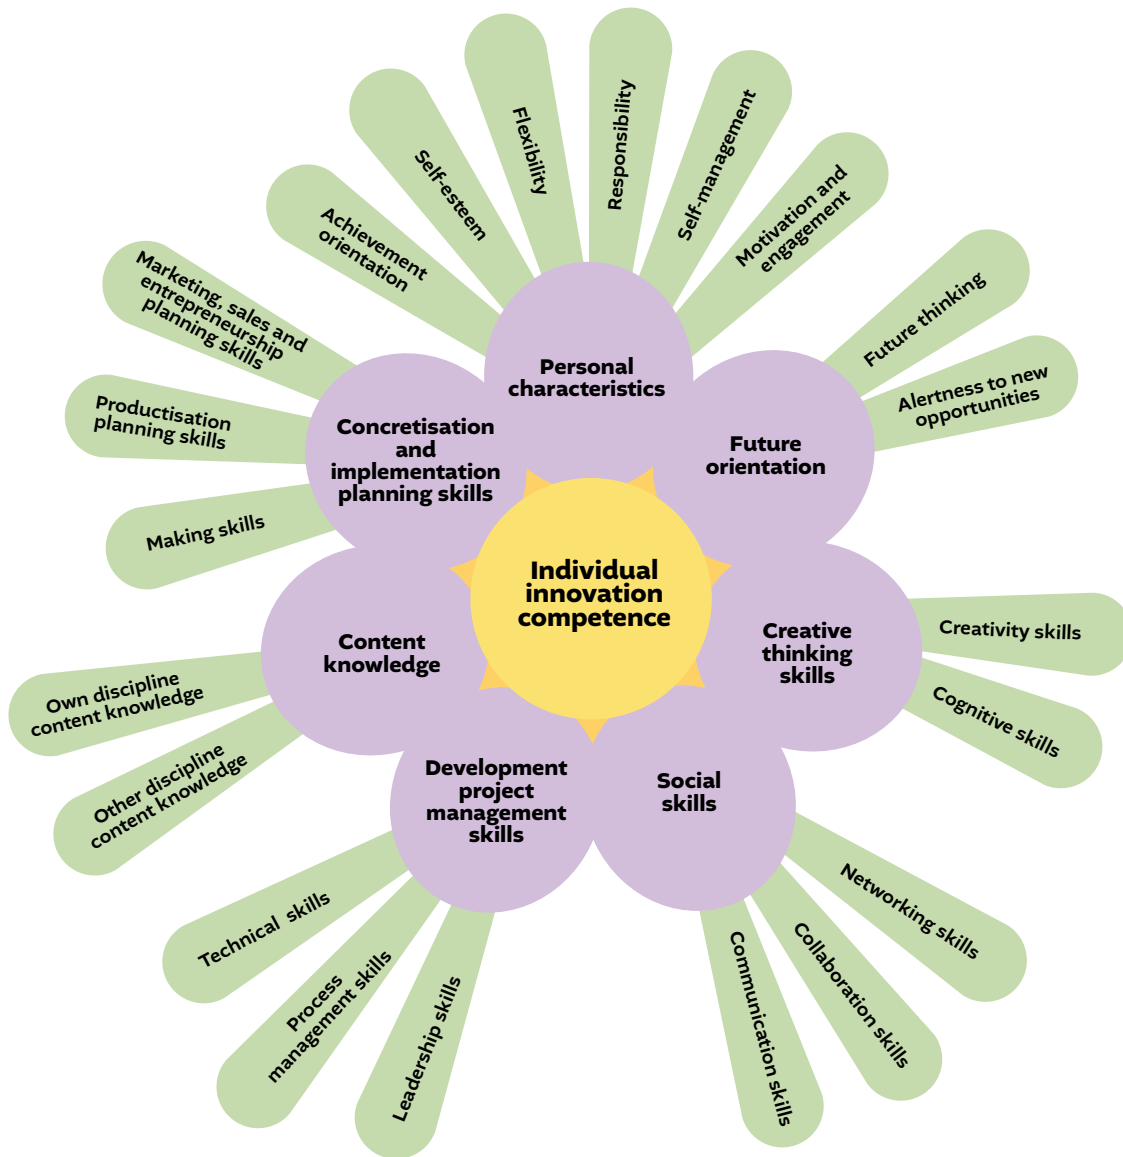 Individual
innovation
competence
Personal
characteristics
Achievement
orientation
Self-esteem
Flexibility
Responsibility
Self-management
Motivation and
engagement
Future
orientation
Future thinking
Alertness to new
opportunities
Creative
thinking
skills
Creativity skills
Cognitive skills
Social
skills
Networking skills
Collaboration skills
Communication skills
Development
project
management
skills
Leadership skills
Process
management skills
Technical skills
Content
knowledge
Other discipline
content knowledge
Own discipline
content knowledge
Concretisation
and
implementation
planning skills
Making skills
Productisation
planning skills
Marketing, sales and
entrepreneurship
planning skills